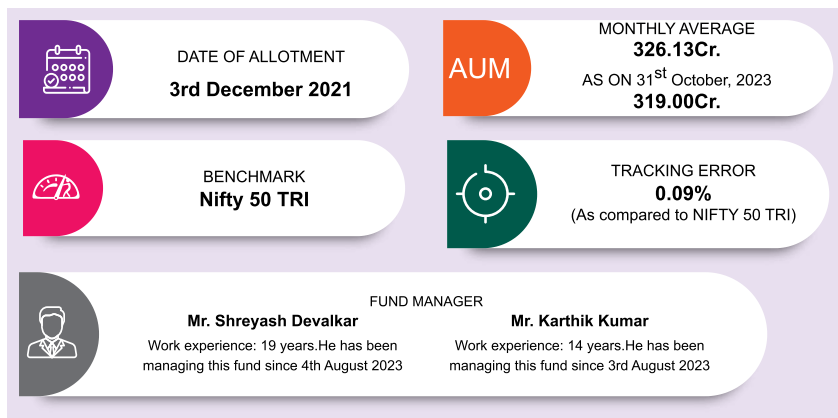 DATE OF ALLOTMENT
3rd December 2021
AUM
MONTHLY AVERAGE
326.13Cr.
AS ON 31st October, 2023
319.00Cr.
BENCHMARK
Nifty 50 TRI
TRACKING ERROR
0.09%
(As compared to NIFTY 50 TRI)
FUND MANAGER
Mr. Shreyash Devalkar
Work experience: 19 years.He has been
managing this fund since 4th August 2023
Mr. Karthik Kumar
Work experience: 14 years.He has been
managing this fund since 3rd August 2023